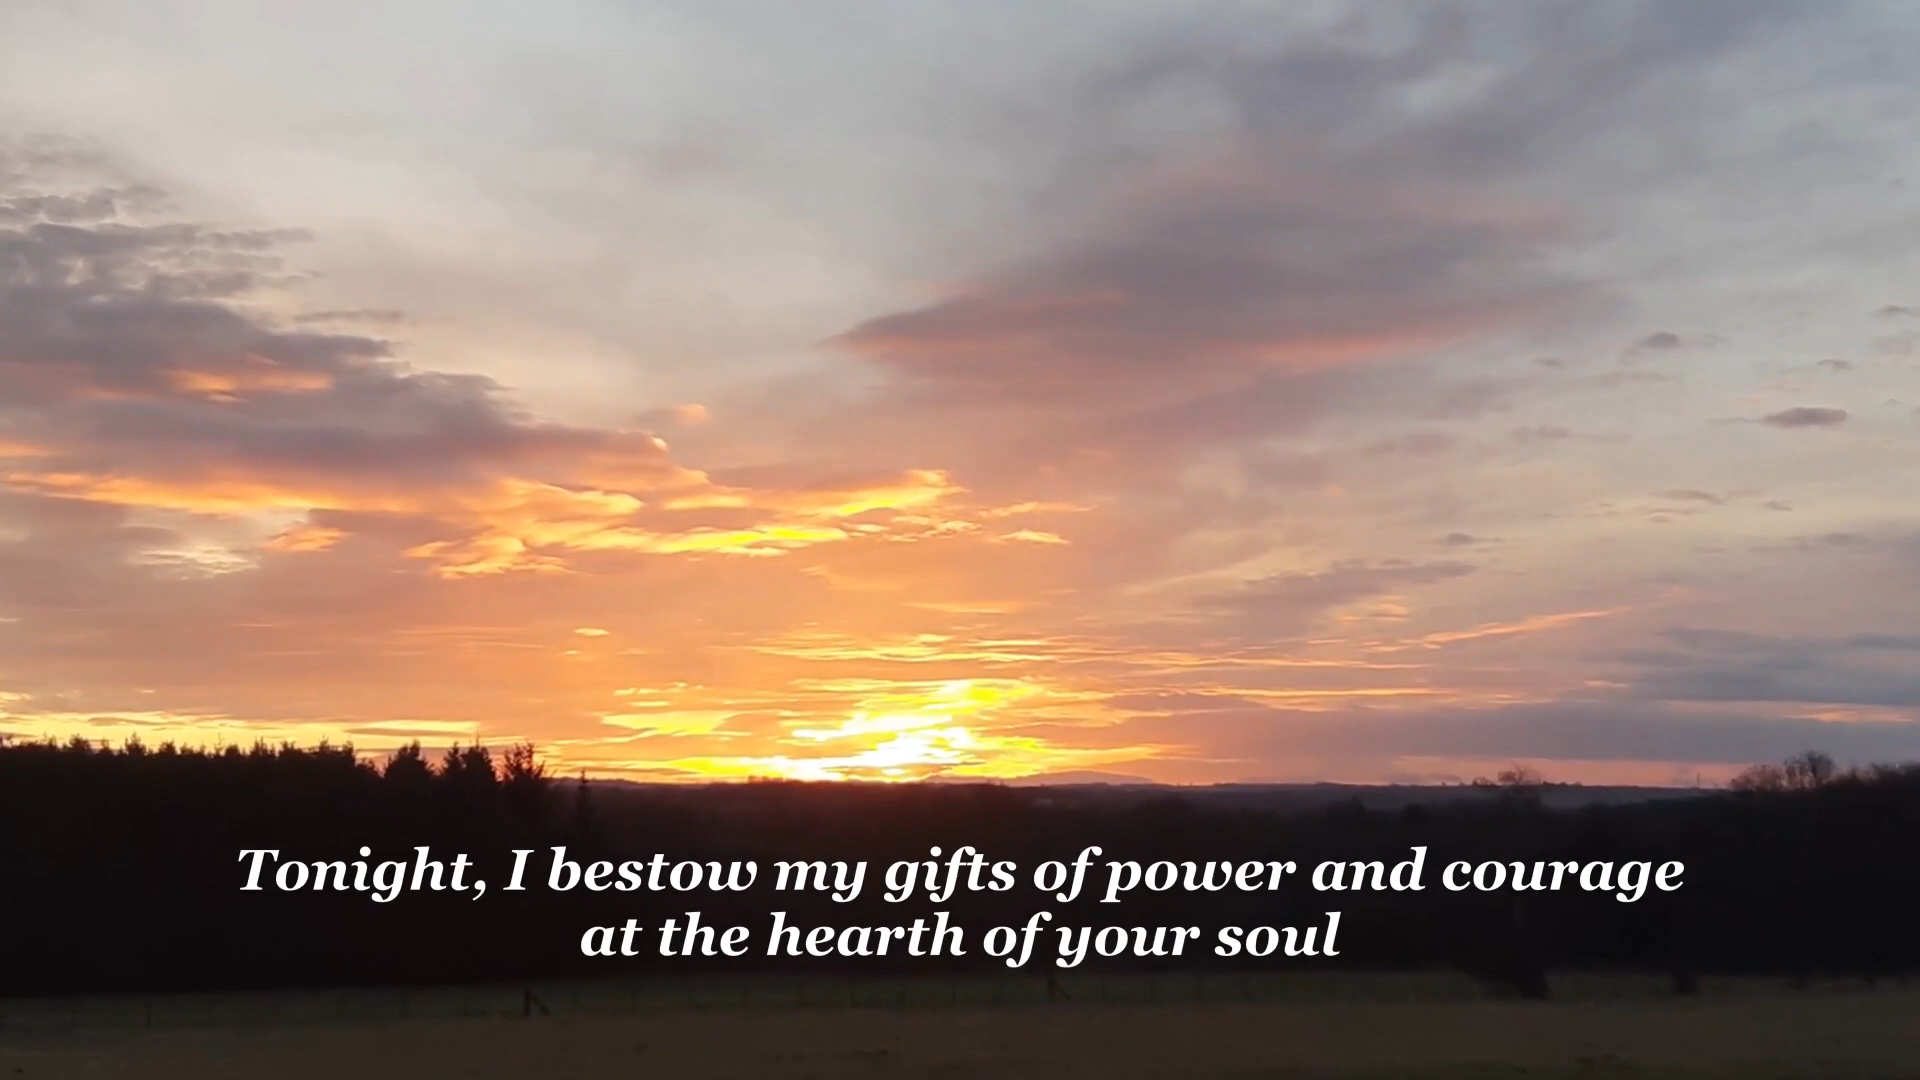 Tonight, I bestow my gifts of power and courage
at the hearth of your soul